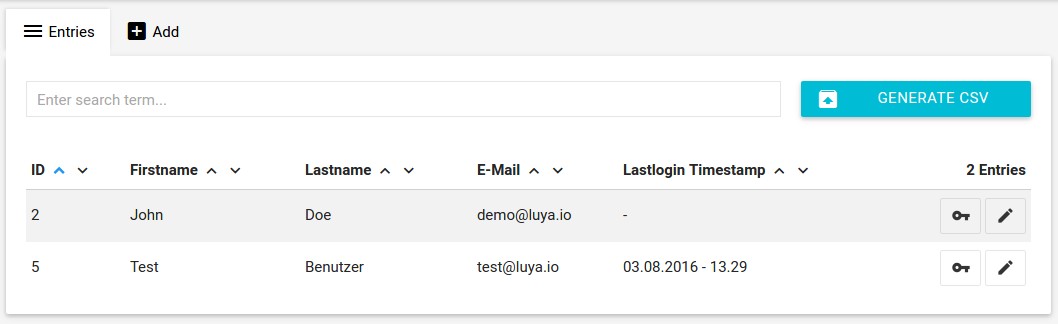 Entries Add
Enter search term...
GENERATE CSV
ID Firstname Lastname E-Mail Lastlogin Timestamp 2 Entries
2 John Doe demo@luya.io -
5 Test Benutzer test@luya.io 03.08.2016 - 13.29